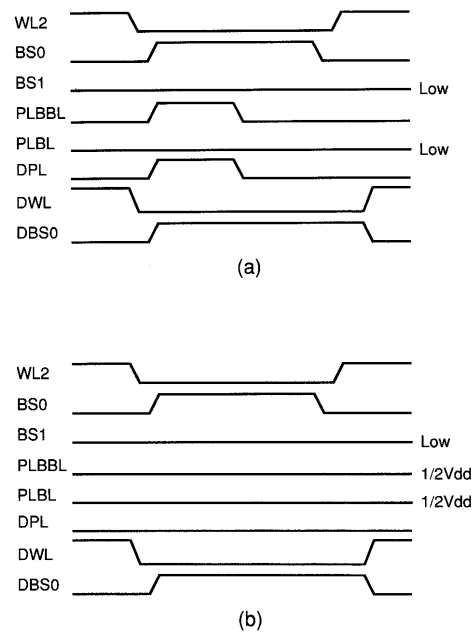 WL2
BS0
BS1 Low
PLBBL
PLBL Low
DPL
DWL
DBS0
(a)
WL2
BS0
BS1 Low
PLBBL 1/2Vdd
PLBL 1/2Vdd
DPL
DWL
DBS0
(b)